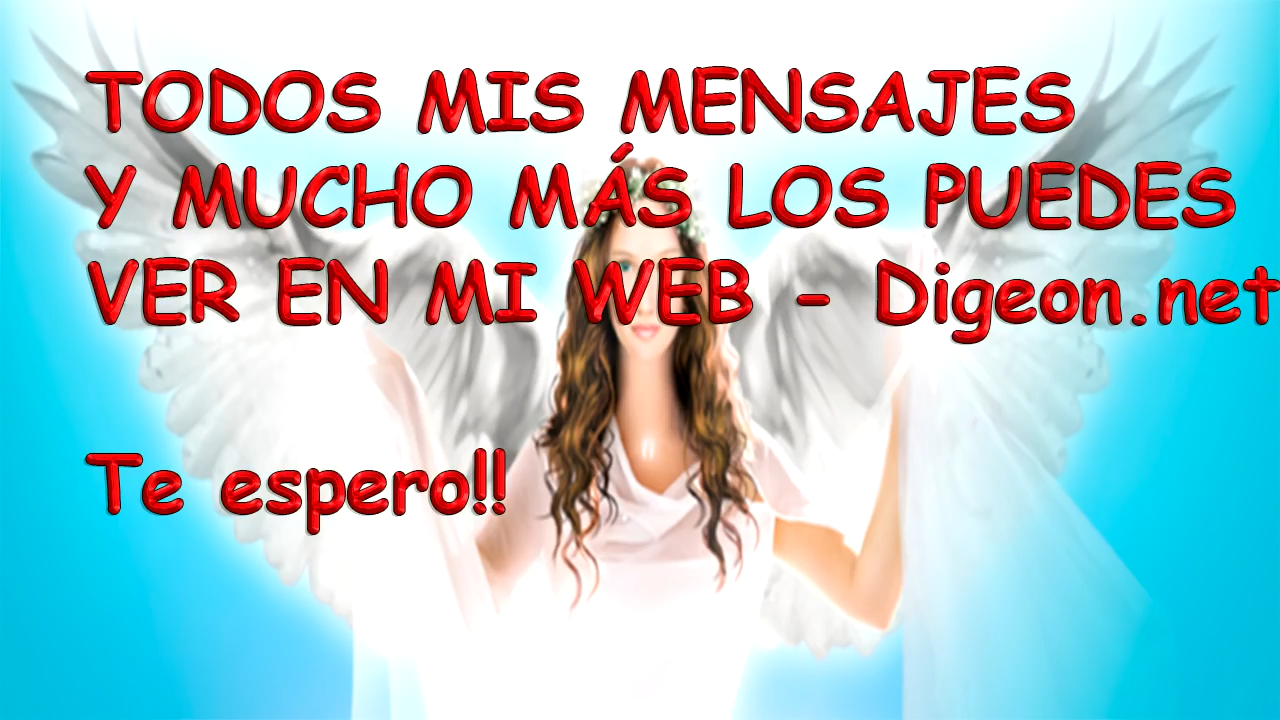 TODOS MIS MENSAJES
Y MUCHO MÁS LOS PUEDES
VER EN MI WEB - Digeon.net
Te espero!!